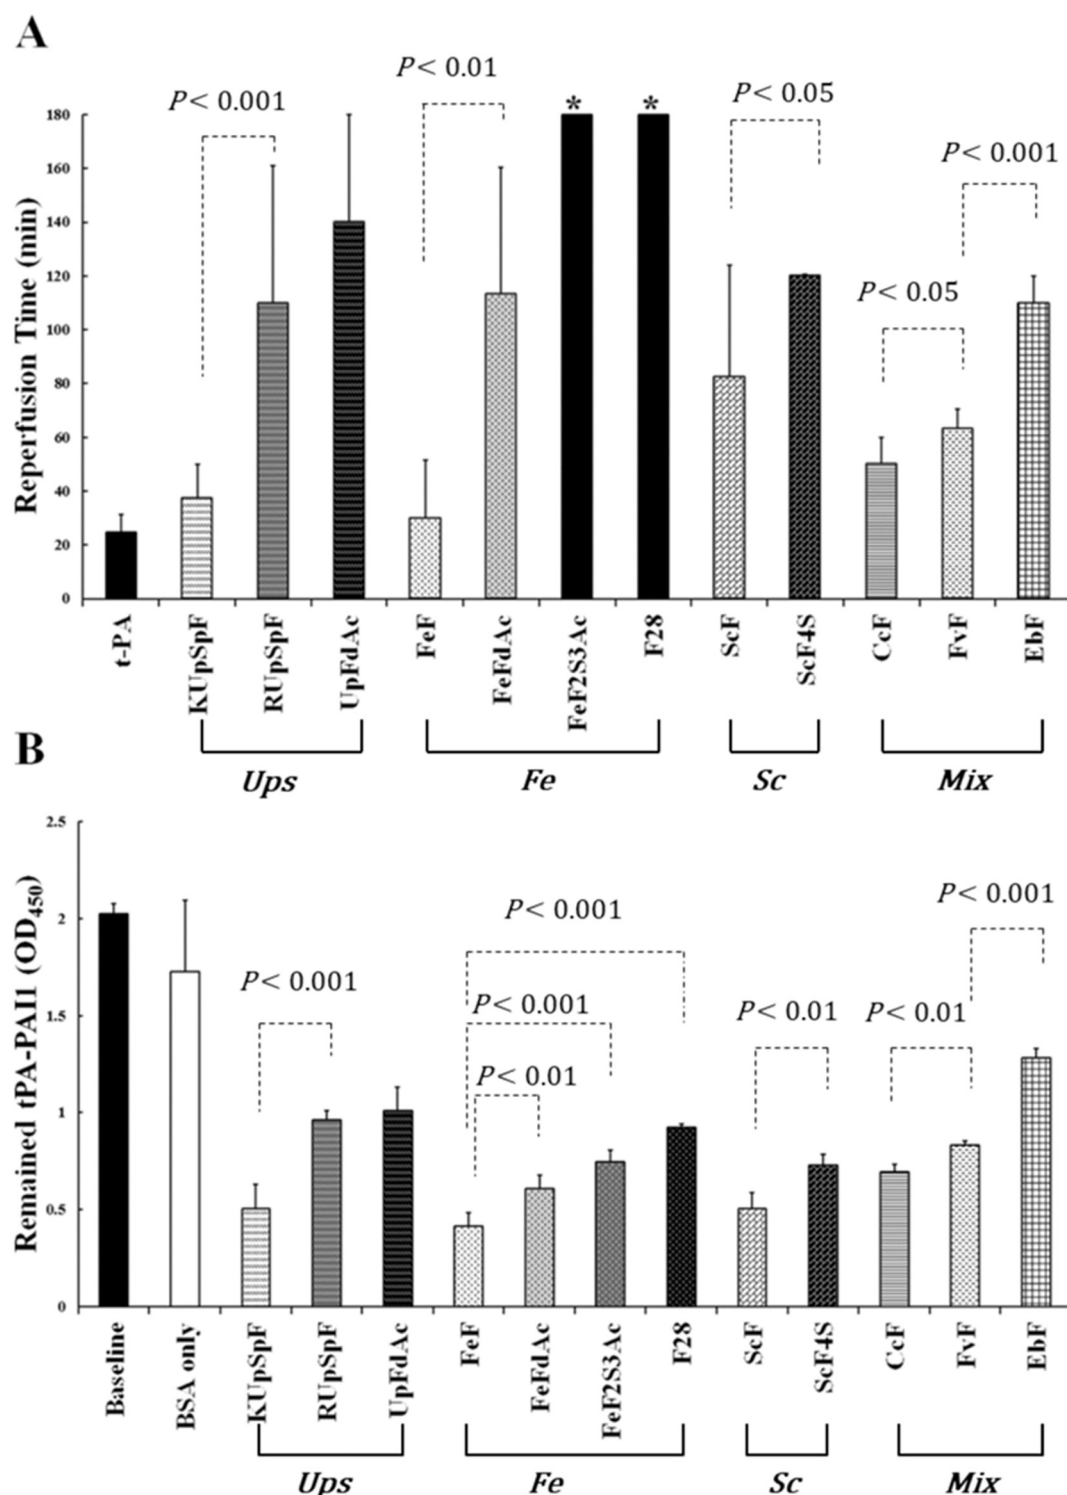 A
P< 0.001
P< 0.01
P< 0.05
P< 0.001
P< 0.05
* *
Reperfusion Time (min)
180
160
140
120
100
80
60
40
20
0
t-PA KUpSpF RUpSpF UpFdAc FeF FeFdAc FeF2S3Ac F28 ScF ScF4S CcF FvF EbF
Ups Fe Sc Mix
B
Remained tPA-PAI1 (OD450)
2.5
2
1.5
1
0.5
0
P< 0.001
P< 0.001
P< 0.001
P< 0.001
P< 0.01
P< 0.01
P< 0.01
Baseline BSA only KUpSpF RUpSpF UpFdAc FeF FeFdAc FeF2S3Ac F28 ScF ScF4S CcF FvF EbF
Ups Fe Sc Mix